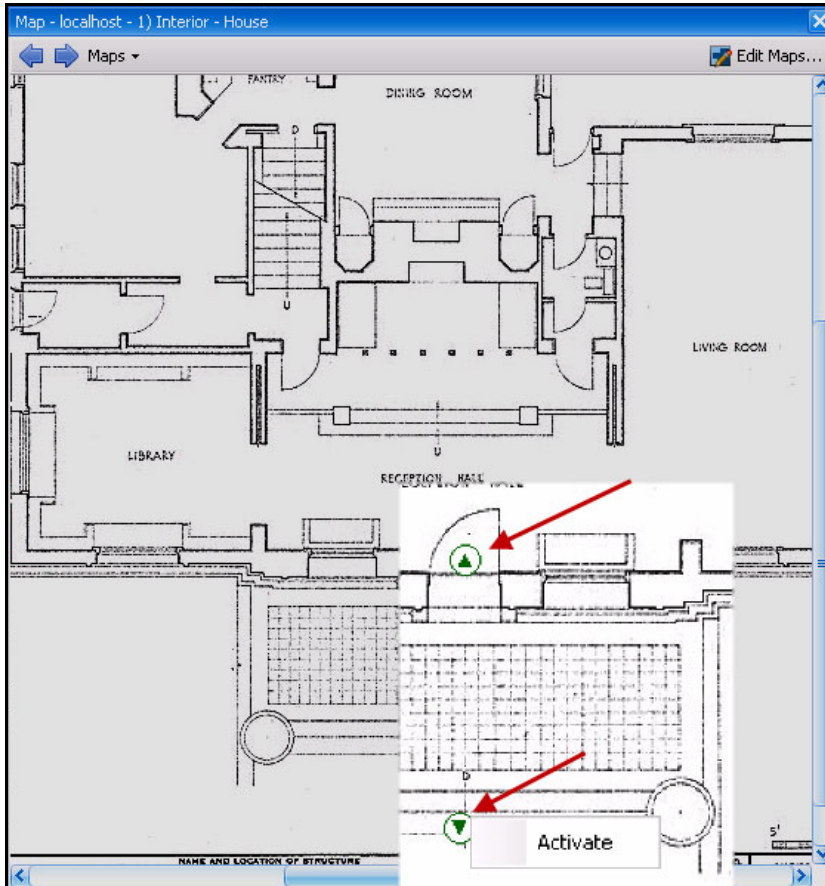 Map - localhost - 1) Interior - House
Maps
Edit Maps...
PANTRY
DINING ROOM
D
U
LIVING ROOM
LIBRARY
U
RECEPTION HALL
D
Activate
5'
NAME AND LOCATION OF STRUCTURE